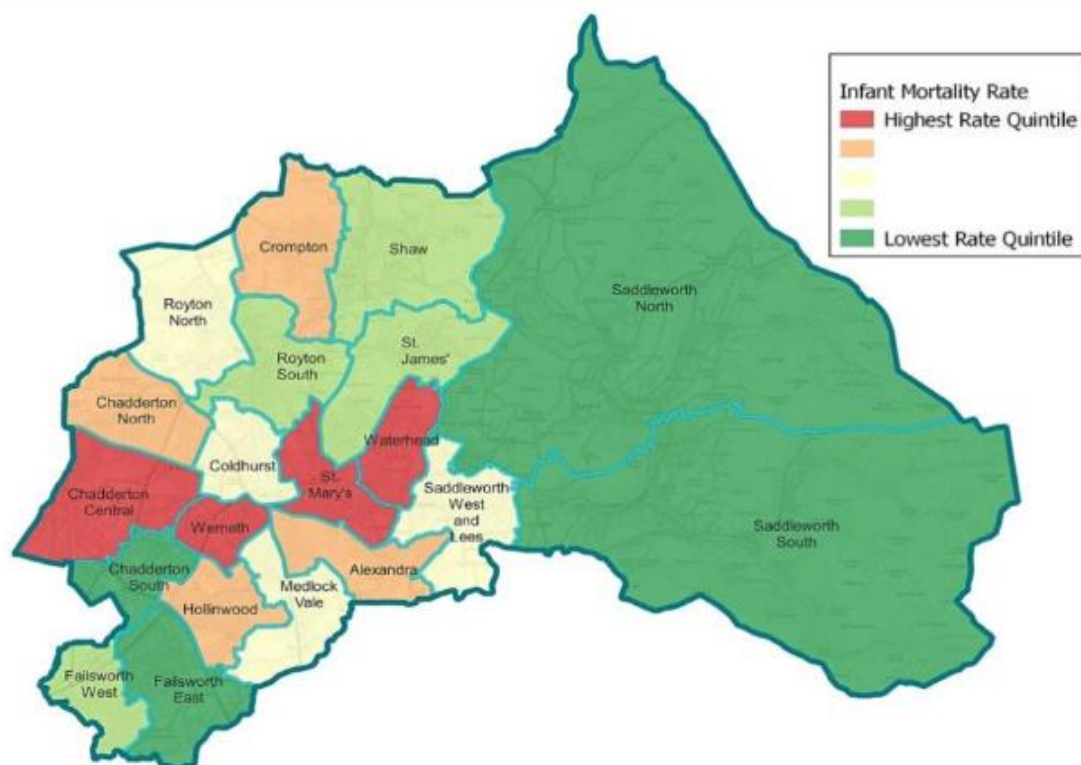 Infant Mortality Rate
Highest Rate Quintile
Lowest Rate Quintile
Crompton
Shaw
Saddleworth
North
Royton
North
St.
James'
Royton
South
Chadderton
North
Waterhead
Coldhurst
St.
Mary's
Saddleworth
West
and
Lees
Chadderton
Central
Werneth
Saddleworth
South
Chadderton
South
Alexandra
Medlock
Vale
Hollinwood
Failsworth
West
Failsworth
East